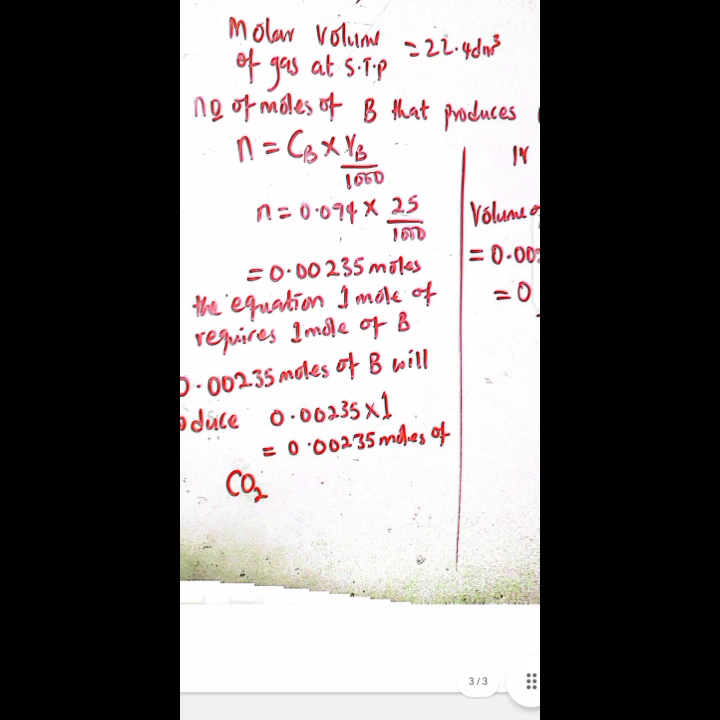 Molar Volume
of gas at S.T.P = 22.4dm³
no of moles of B that produces
n = C_B × V_B/1000
n = 0.094 × 25/1000
= 0.00235 moles
the equation 1 mole of
requires 1 mole of B
0.00235 moles of B will
duce 0.00235 × 1
= 0.00235 moles of
CO₂
Volume of
= 0.00
= 0
3 / 3